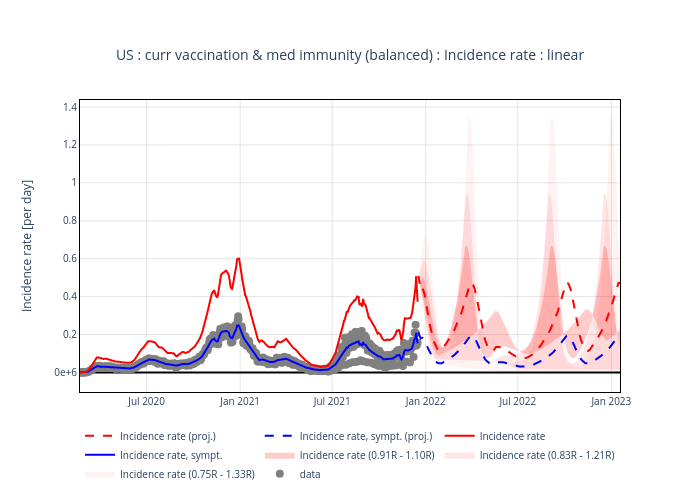 US : curr vaccination & med immunity (balanced) : Incidence rate : linear
Incidence rate [per day]
1.4
1.2
1
0.8
0.6
0.4
0.2
0e+6
Jul 2020
Jan 2021
Jul 2021
Jan 2022
Jul 2022
Jan 2023
Incidence rate (proj.)
Incidence rate, sympt. (proj.)
Incidence rate
Incidence rate, sympt.
Incidence rate (0.91R - 1.10R)
Incidence rate (0.83R - 1.21R)
Incidence rate (0.75R - 1.33R)
data